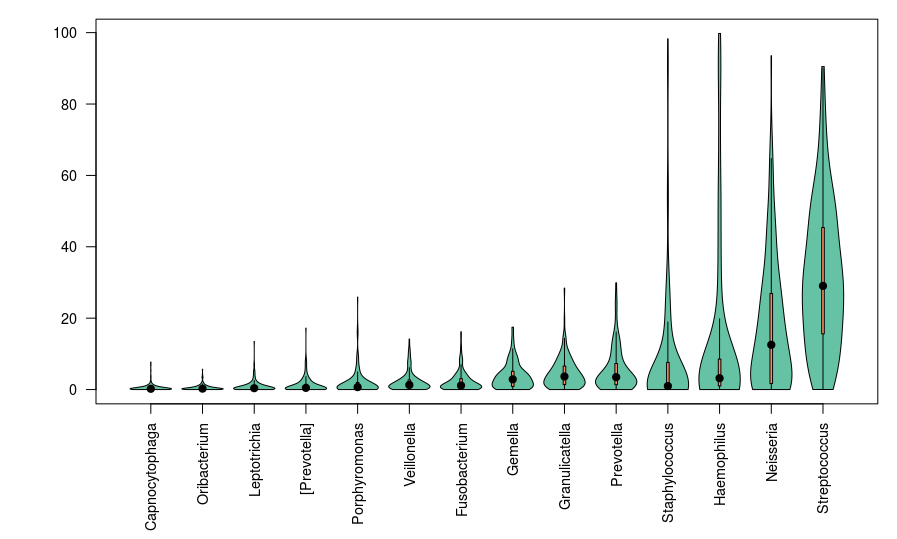 100
80
60
40
20
0
Capnocytophaga
Oribacterium
Leptotrichia
[Prevotella]
Porphyromonas
Veillonella
Fusobacterium
Gemella
Granulicatella
Prevotella
Staphylococcus
Haemophilus
Neisseria
Streptococcus